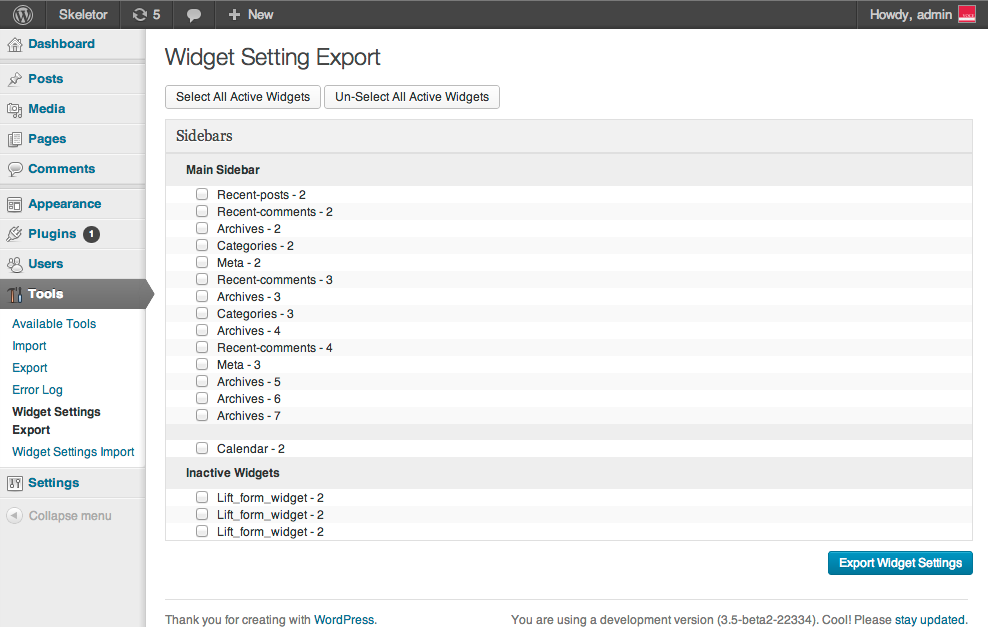 Skeletor 5 New Howdy, admin
Dashboard
Posts
Media
Pages
Comments
Appearance
Plugins 1
Users
Tools
Available Tools
Import
Export
Error Log
Widget Settings
Export
Widget Settings Import
Settings
Collapse menu
Widget Setting Export
Select All Active Widgets Un-Select All Active Widgets
Sidebars
Main Sidebar
Recent-posts - 2
Recent-comments - 2
Archives - 2
Categories - 2
Meta - 2
Recent-comments - 3
Archives - 3
Categories - 3
Archives - 4
Recent-comments - 4
Meta - 3
Archives - 5
Archives - 6
Archives - 7
Calendar - 2
Inactive Widgets
Lift_form_widget - 2
Lift_form_widget - 2
Lift_form_widget - 2
Export Widget Settings
Thank you for creating with WordPress. You are using a development version (3.5-beta2-22334). Cool! Please stay updated.